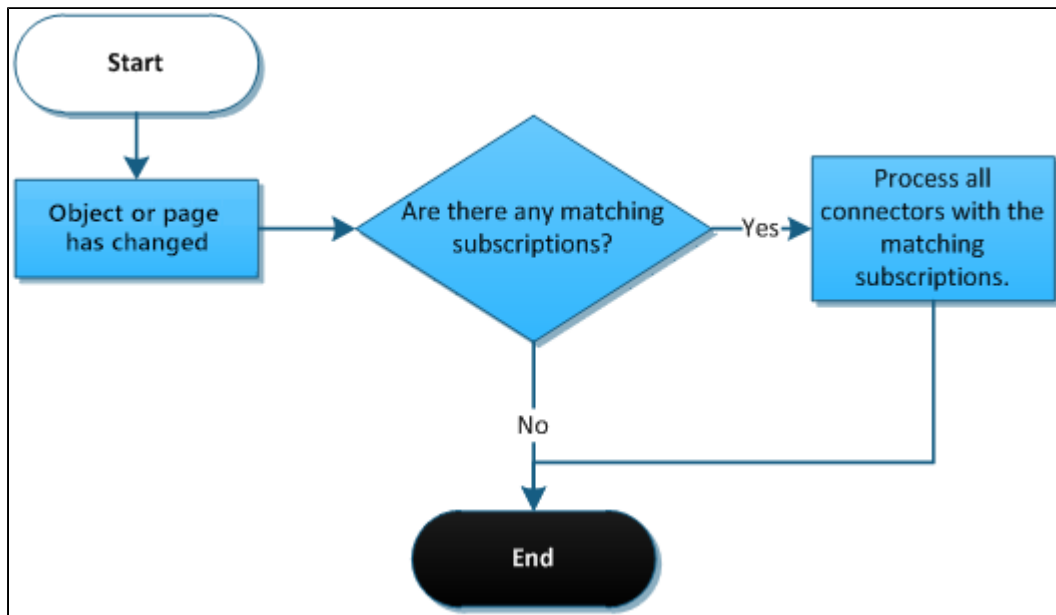 Start
Object or page
has changed
Are there any matching
subscriptions?
Yes
Process all
connectors with the
matching
subscriptions.
No
End